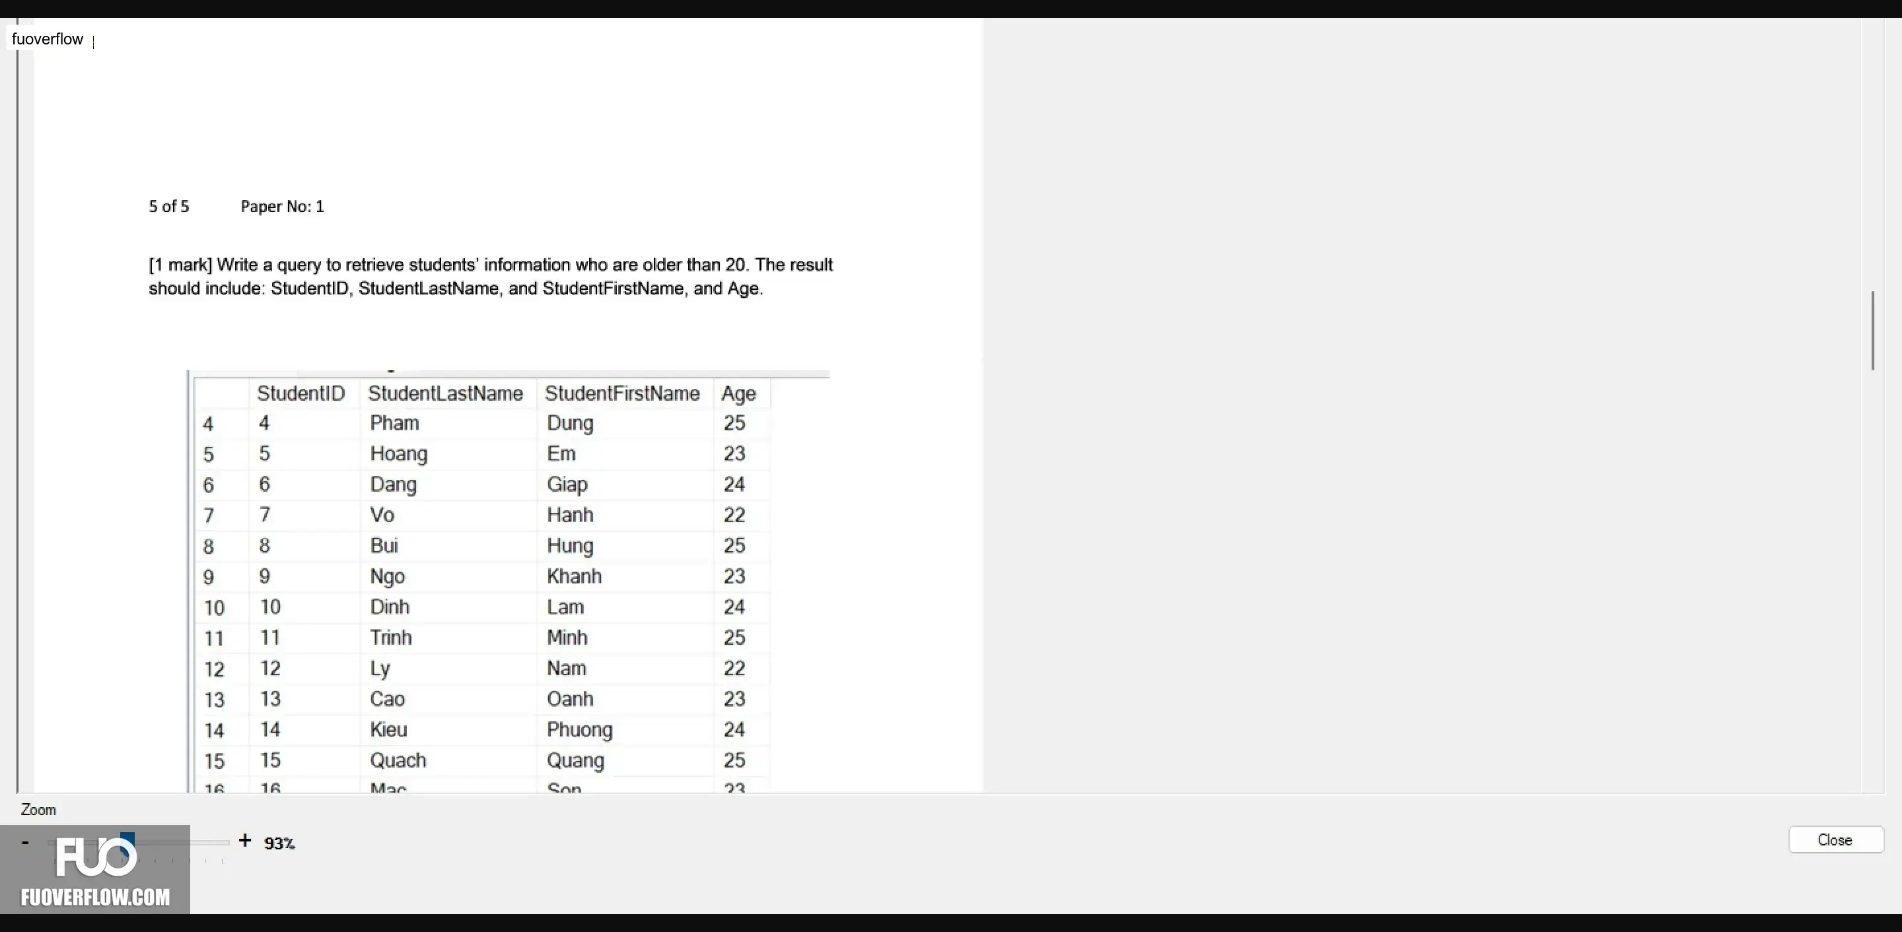 fuoverflow
5 of 5 Paper No: 1
[1 mark] Write a query to retrieve students' information who are older than 20. The result
should include: StudentID, StudentLastName, and StudentFirstName, and Age.
StudentID StudentLastName StudentFirstName Age
4 4 Pham Dung 25
5 5 Hoang Em 23
6 6 Dang Giap 24
7 7 Vo Hanh 22
8 8 Bui Hung 25
9 9 Ngo Khanh 23
10 10 Dinh Lam 24
11 11 Trinh Minh 25
12 12 Ly Nam 22
13 13 Cao Oanh 23
14 14 Kieu Phuong 24
15 15 Quach Quang 25
16 16 Mac Son 23
Zoom
- + 93%
Close
FUO
FUOVERFLOW.COM